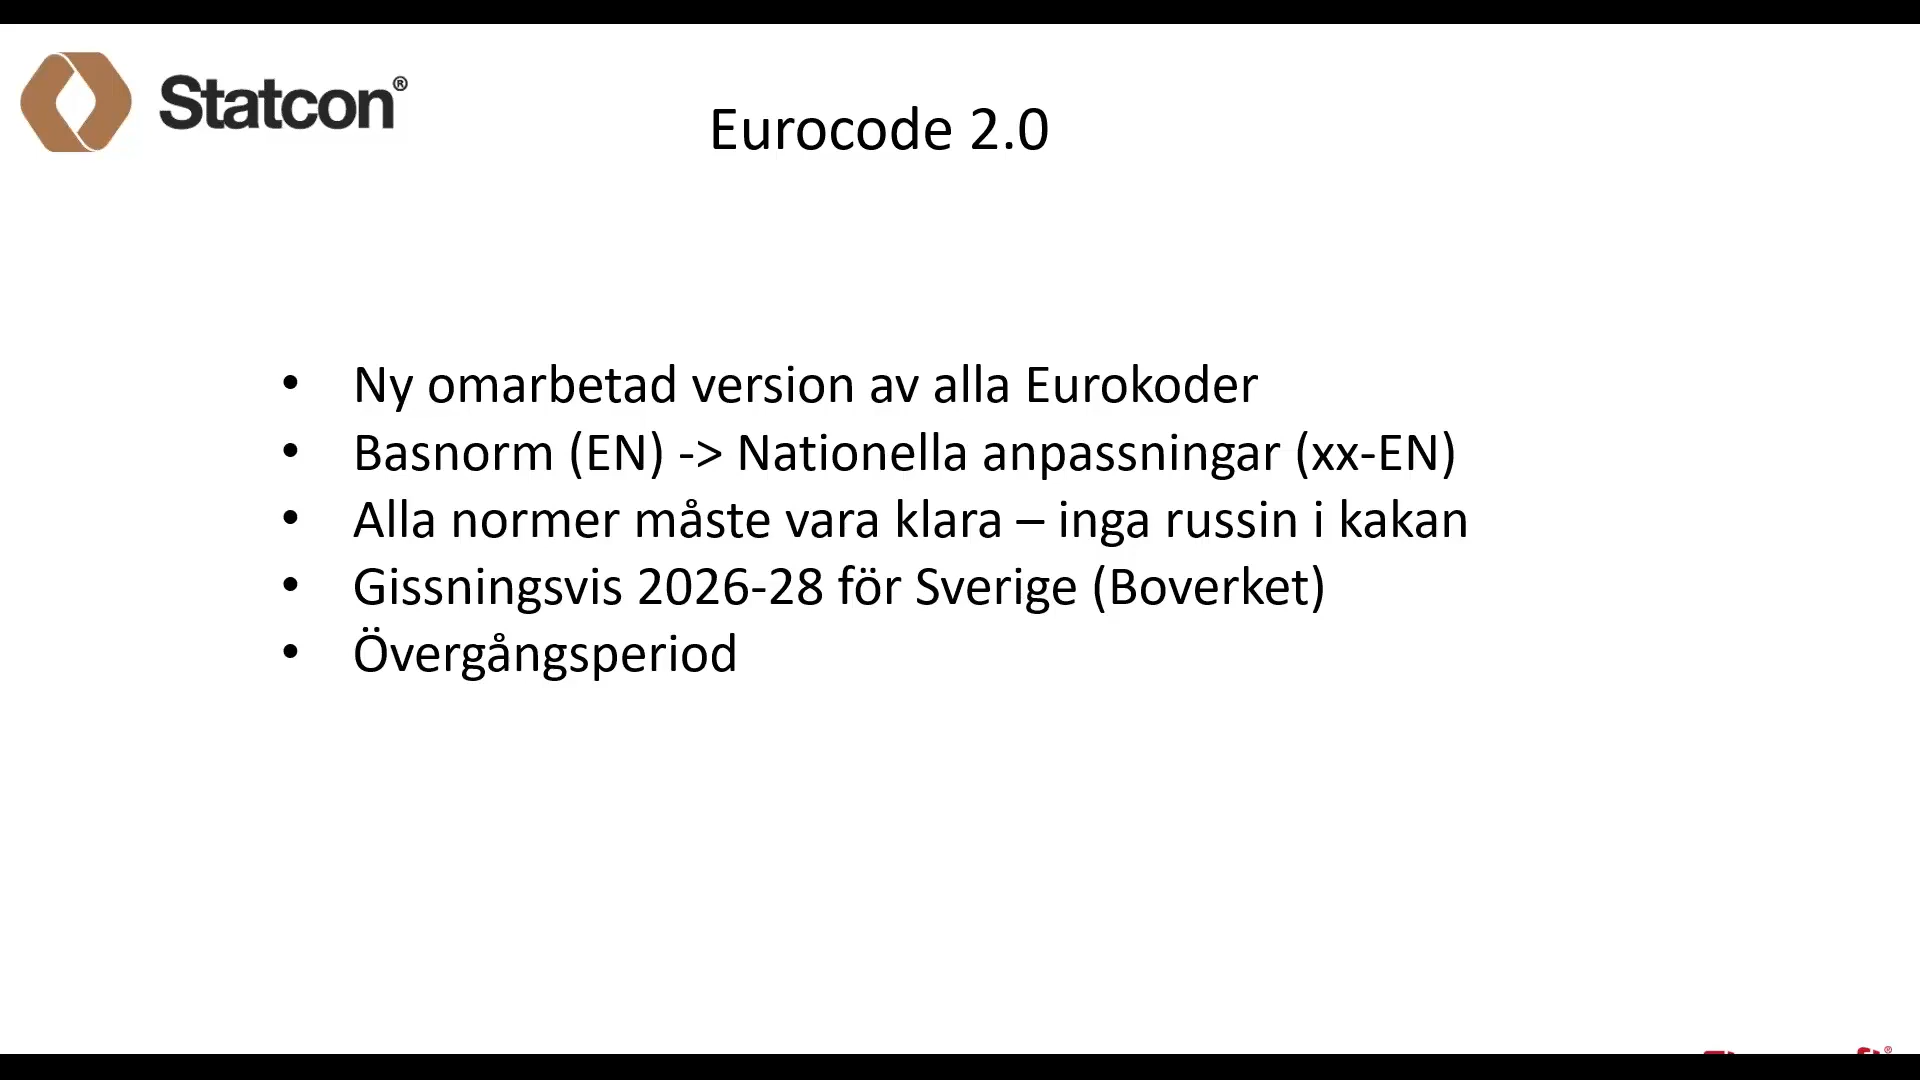 Statcon®
Eurocode 2.0
• Ny omarbetad version av alla Eurokoder
• Basnorm (EN) -> Nationella anpassningar (xx-EN)
• Alla normer måste vara klara – inga russin i kakan
• Gissningsvis 2026-28 för Sverige (Boverket)
• Övergångsperiod